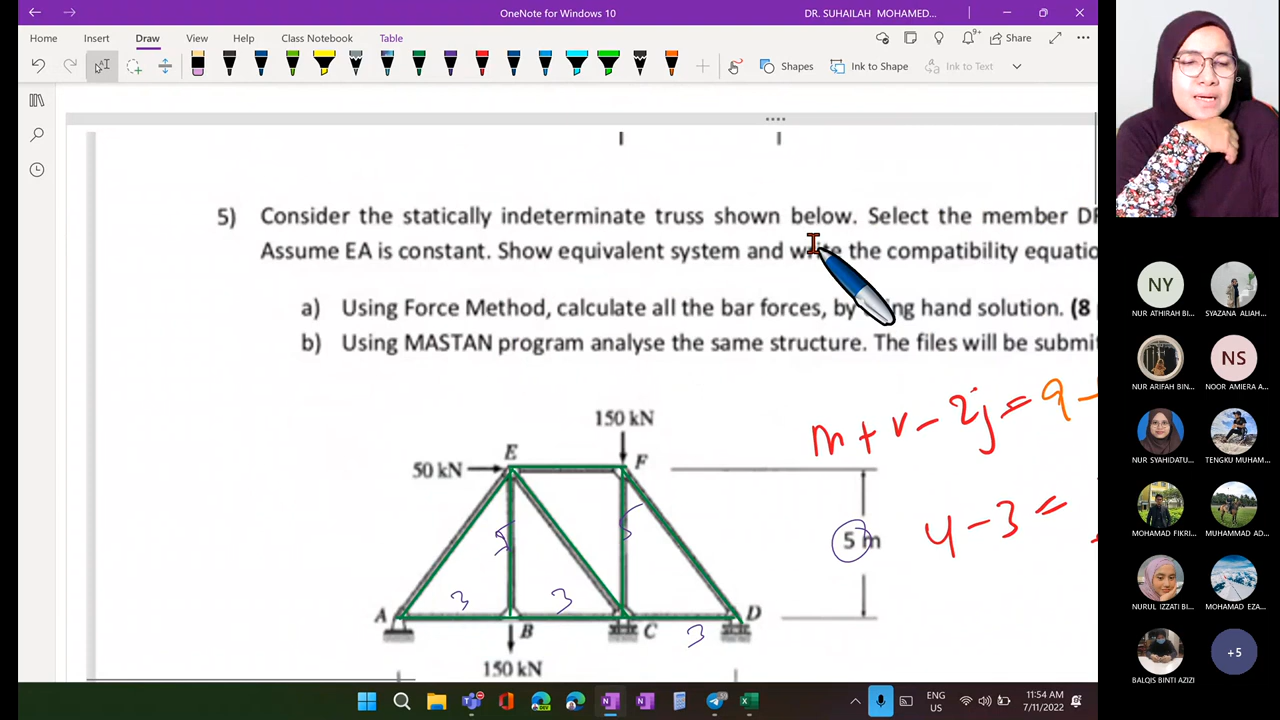 OneNote for Windows 10
DR. SUHAILAH MOHAMED...
Home Insert Draw View Help Class Notebook Table
Share
Shapes Ink to Shape Ink to Text
5) Consider the statically indeterminate truss shown below. Select the member
Assume EA is constant. Show equivalent system and write the compatibility
a) Using Force Method, calculate all the bar forces, by hand solution. (8
b) Using MASTAN program analyse the same structure. The files will be
150 kN
m + r - 2j = 9 -
E
F
50 kN
4 - 3 =
5
5
5 m
3
3
A
B
C
D
3
150 kN
NY
NUR ATHIRAH BI...
SYAZANA ALIAH...
NUR ARIFAH BIN...
NS
NOOR AMIERA A...
NUR SYAHIDATU...
TENGKU MUHAM...
MOHAMAD FIKRI...
MUHAMMAD AD...
NURUL IZZATI BI...
MOHAMAD EZA...
BALQIS BINTI AZIZI
+5
ENG
US
11:54 AM
7/11/2022